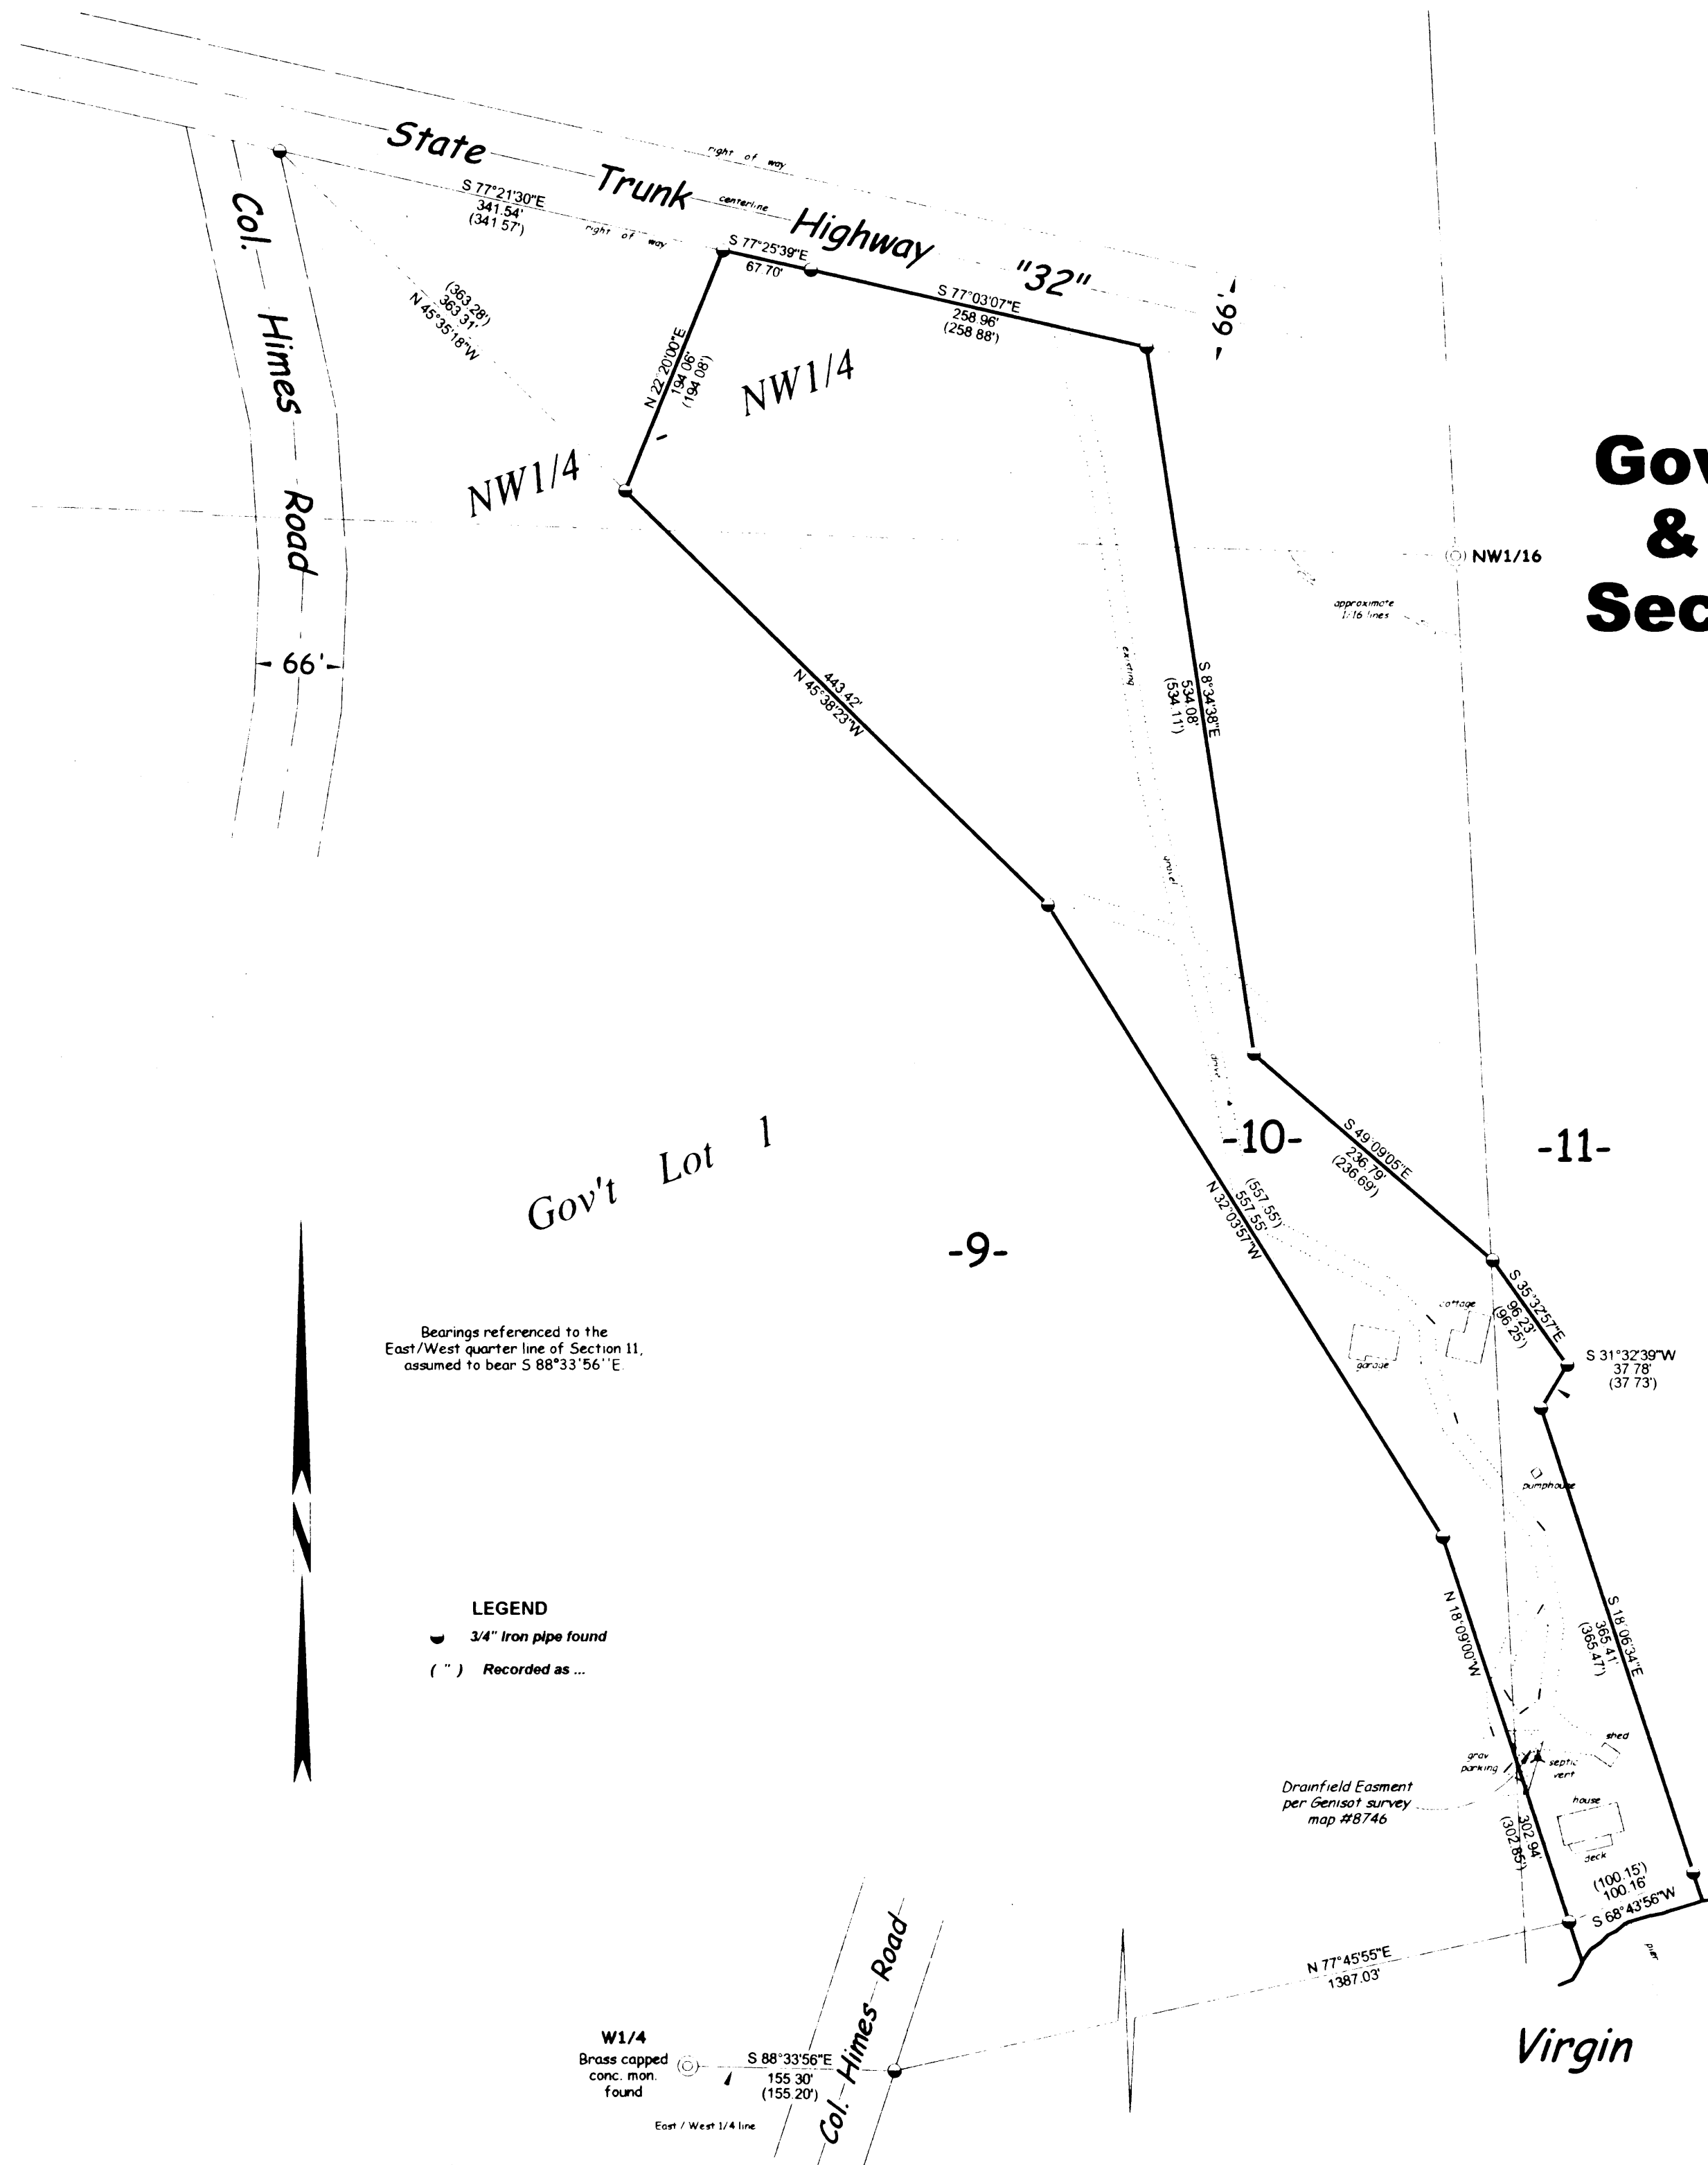 State Trunk Highway "32"
right of way
centerline
right of way
S 77°21'30"E
341.54'
(341.57')
S 77°25'39"E
67.70'
S 77°03'07"E
258.96'
(258.88')
66'
Col. Himes Road
66'
(363.28')
363.31'
N 45°35'18"W
N 22°20'00"E
194.06'
(194.08')
NW1/4
NW1/4
Gov
&
Sec
NW1/16
approximate
1/16 lines
existing
gravel
drive
S 8°34'38"E
534.08'
(534.11')
443.42'
N 45°38'23"W
-10-
-11-
-9-
S 49°09'05"E
236.79'
(236.69')
(557.55')
557.55'
N 32°03'57"W
Gov't Lot 1
S 35°32'57"E
96.23'
(96.25')
S 31°32'39"W
37.78'
(37.73')
cottage
garage
pumphouse
Bearings referenced to the
East/West quarter line of Section 11,
assumed to bear S 88°33'56''E.
N
LEGEND
3/4" Iron pipe found
( " ) Recorded as ...
N 18°09'00"W
302.94'
(302.85')
S 18°06'34"E
365.41'
(365.47')
shed
grav
parking
septic
vent
house
deck
Drainfield Easment
per Genisot survey
map #8746
(100.15')
100.16'
S 68°43'56"W
pier
N 77°45'55"E
1387.03'
Virgin
W1/4
Brass capped
conc. mon.
found
S 88°33'56"E
155.30'
(155.20')
East / West 1/4 line
Col. Himes Road